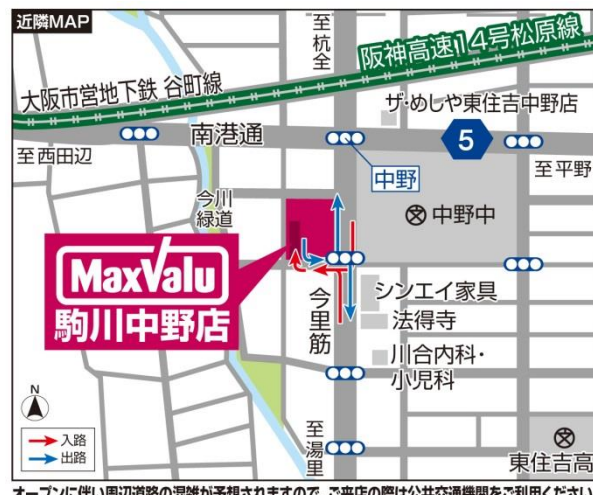 近隣MAP
至杭全
阪神高速14号松原線
大阪市営地下鉄 谷町線
ザ・めしや東住吉中野店
南港通
5
至西田辺
中野
至平野
今川
緑道
中野中
MaxValu
駒川中野店
今里筋
シンエイ家具
法得寺
川合内科・
小児科
N
入路
出路
至湯里
東住吉高
オープンに伴い周辺道路の混雑が予想されますので、ご来店の際は公共交通機関をご利用ください